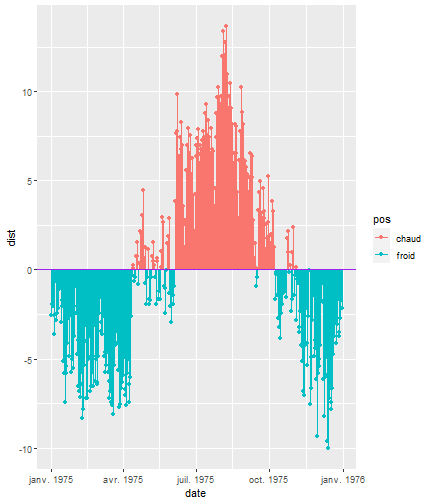 10
5
0
-5
-10
dist
janv. 1975
avr. 1975
juil. 1975
oct. 1975
janv. 1976
date
pos
chaud
froid